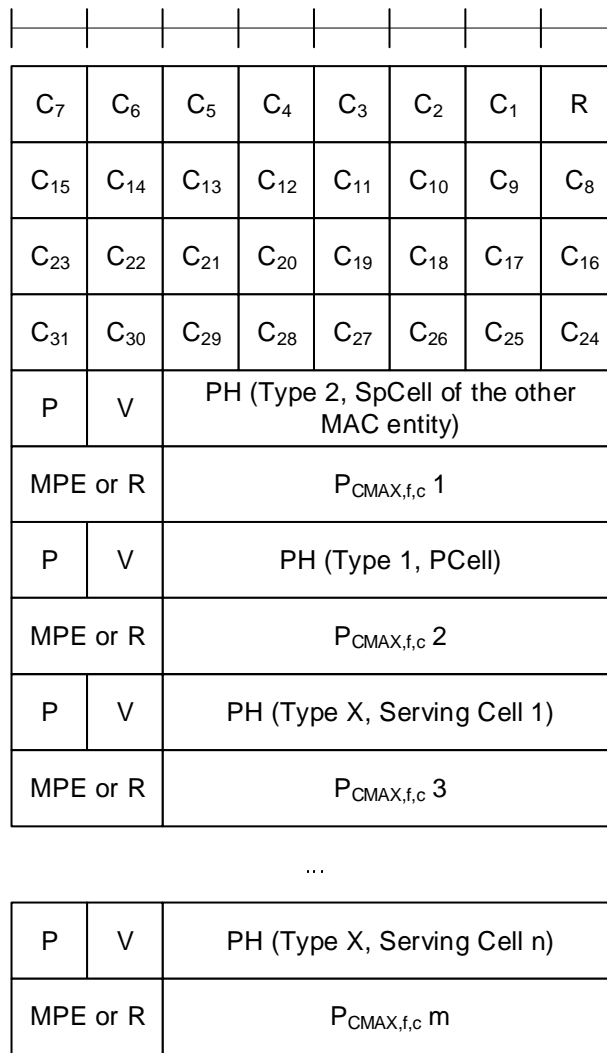 C7 C6 C5 C4 C3 C2 C1 R
C15 C14 C13 C12 C11 C10 C9 C8
C23 C22 C21 C20 C19 C18 C17 C16
C31 C30 C29 C28 C27 C26 C25 C24
P V PH (Type 2, SpCell of the other
MAC entity)
MPE or R PCMAX,f,c 1
P V PH (Type 1, PCell)
MPE or R PCMAX,f,c 2
P V PH (Type X, Serving Cell 1)
MPE or R PCMAX,f,c 3
...
P V PH (Type X, Serving Cell n)
MPE or R PCMAX,f,c m